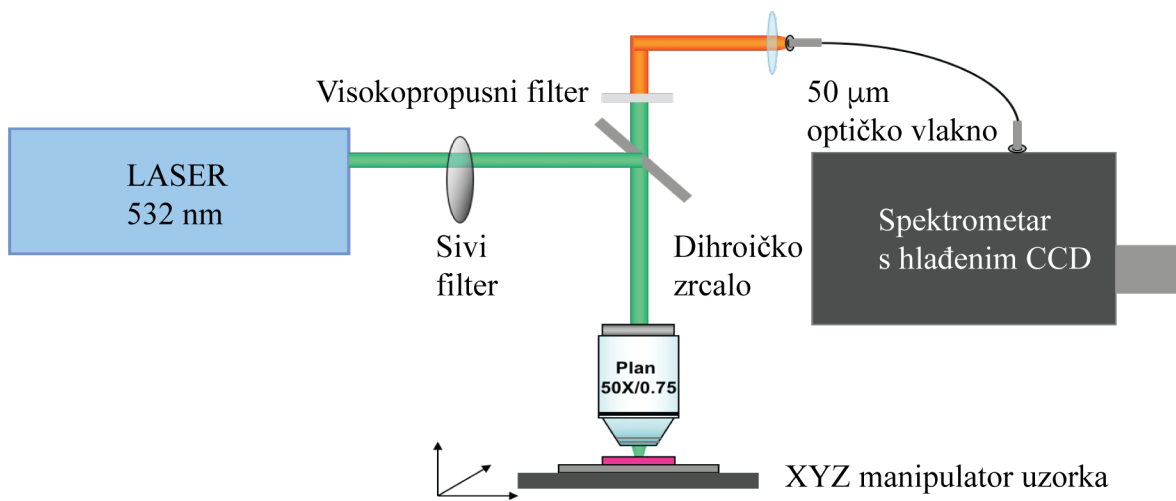 Visokopropusni filter
50 μm
optičko vlakno
LASER
532 nm
Sivi
filter
Dihroičko
zrcalo
Spektrometar
s hlađenim CCD
Plan
50X/0.75
XYZ manipulator uzorka